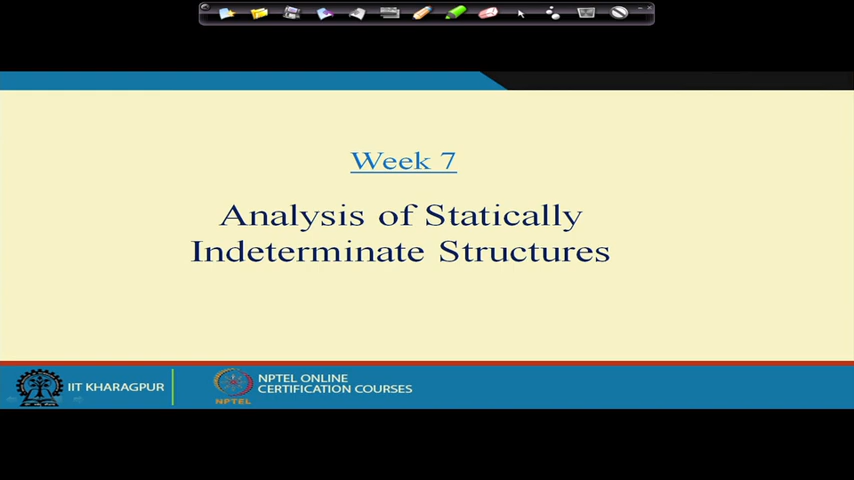 Week 7
Analysis of Statically
Indeterminate Structures
IIT KHARAGPUR
NPTEL
NPTEL ONLINE
CERTIFICATION COURSES